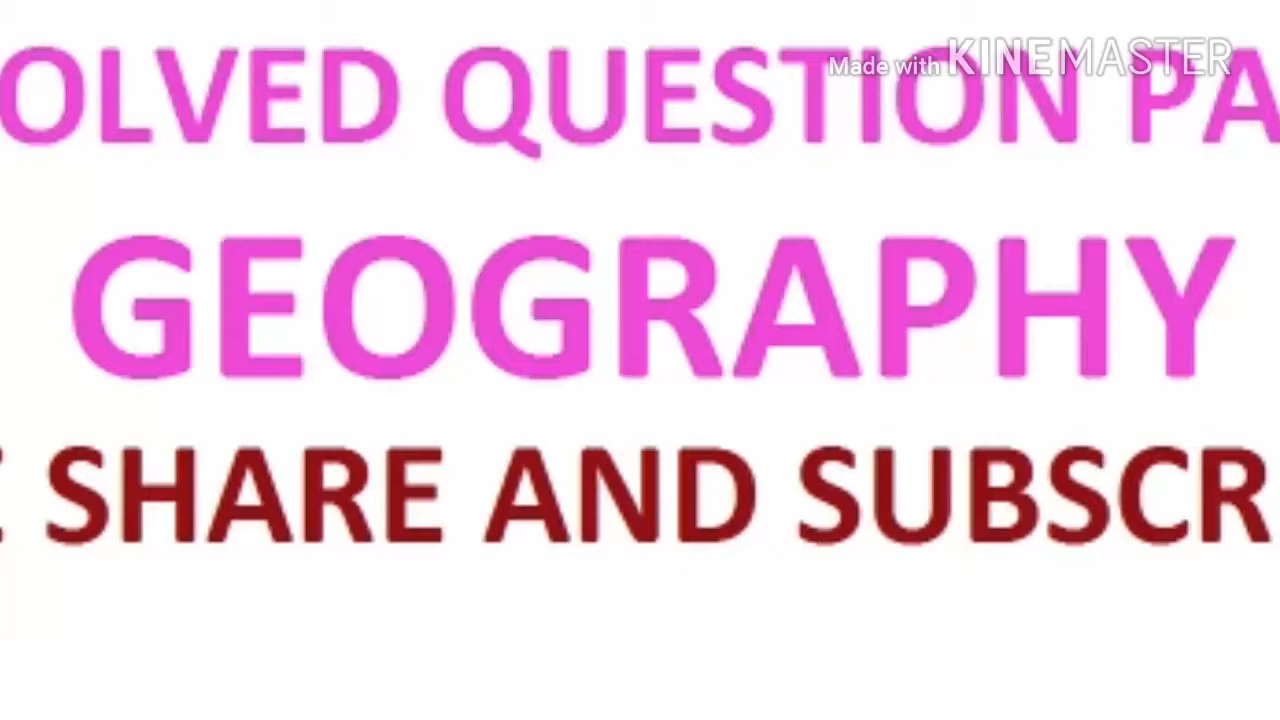 OLVED QUESTION PA
Made with KINEMASTER
GEOGRAPHY
SHARE AND SUBSCR